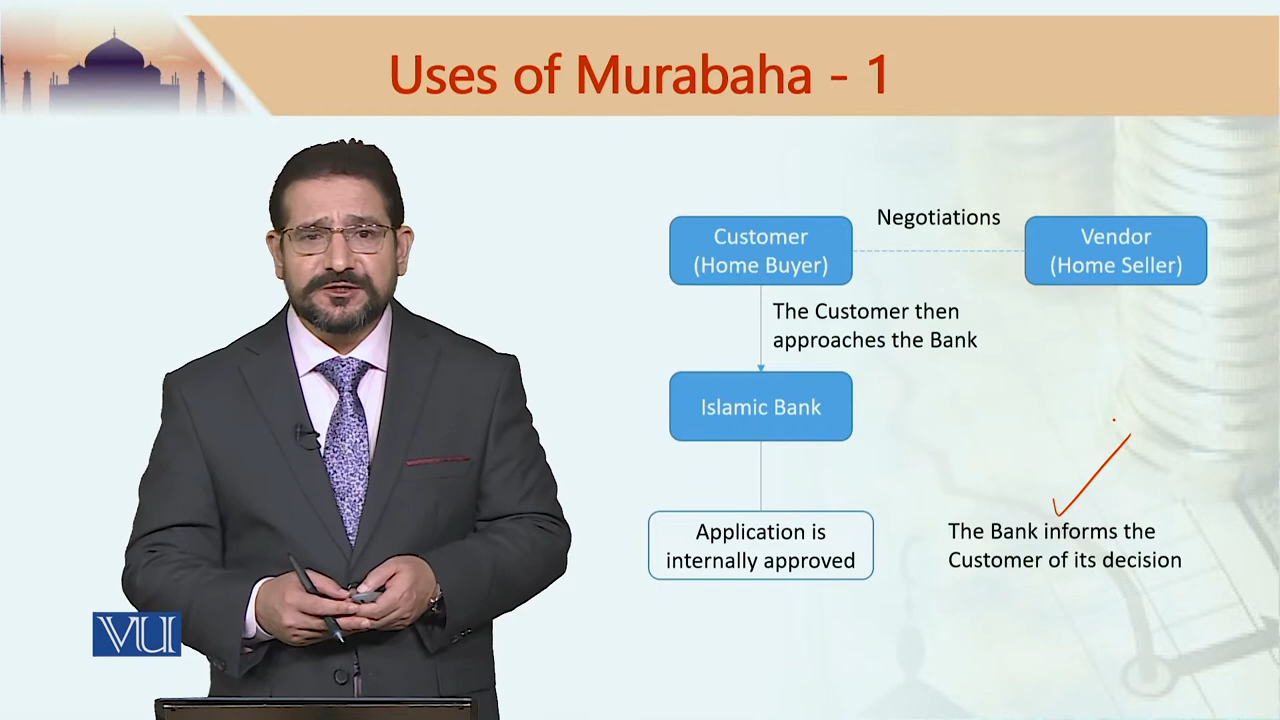 Uses of Murabaha - 1
Negotiations
Customer
(Home Buyer)
Vendor
(Home Seller)
The Customer then
approaches the Bank
Islamic Bank
Application is
internally approved
The Bank informs the
Customer of its decision
VU